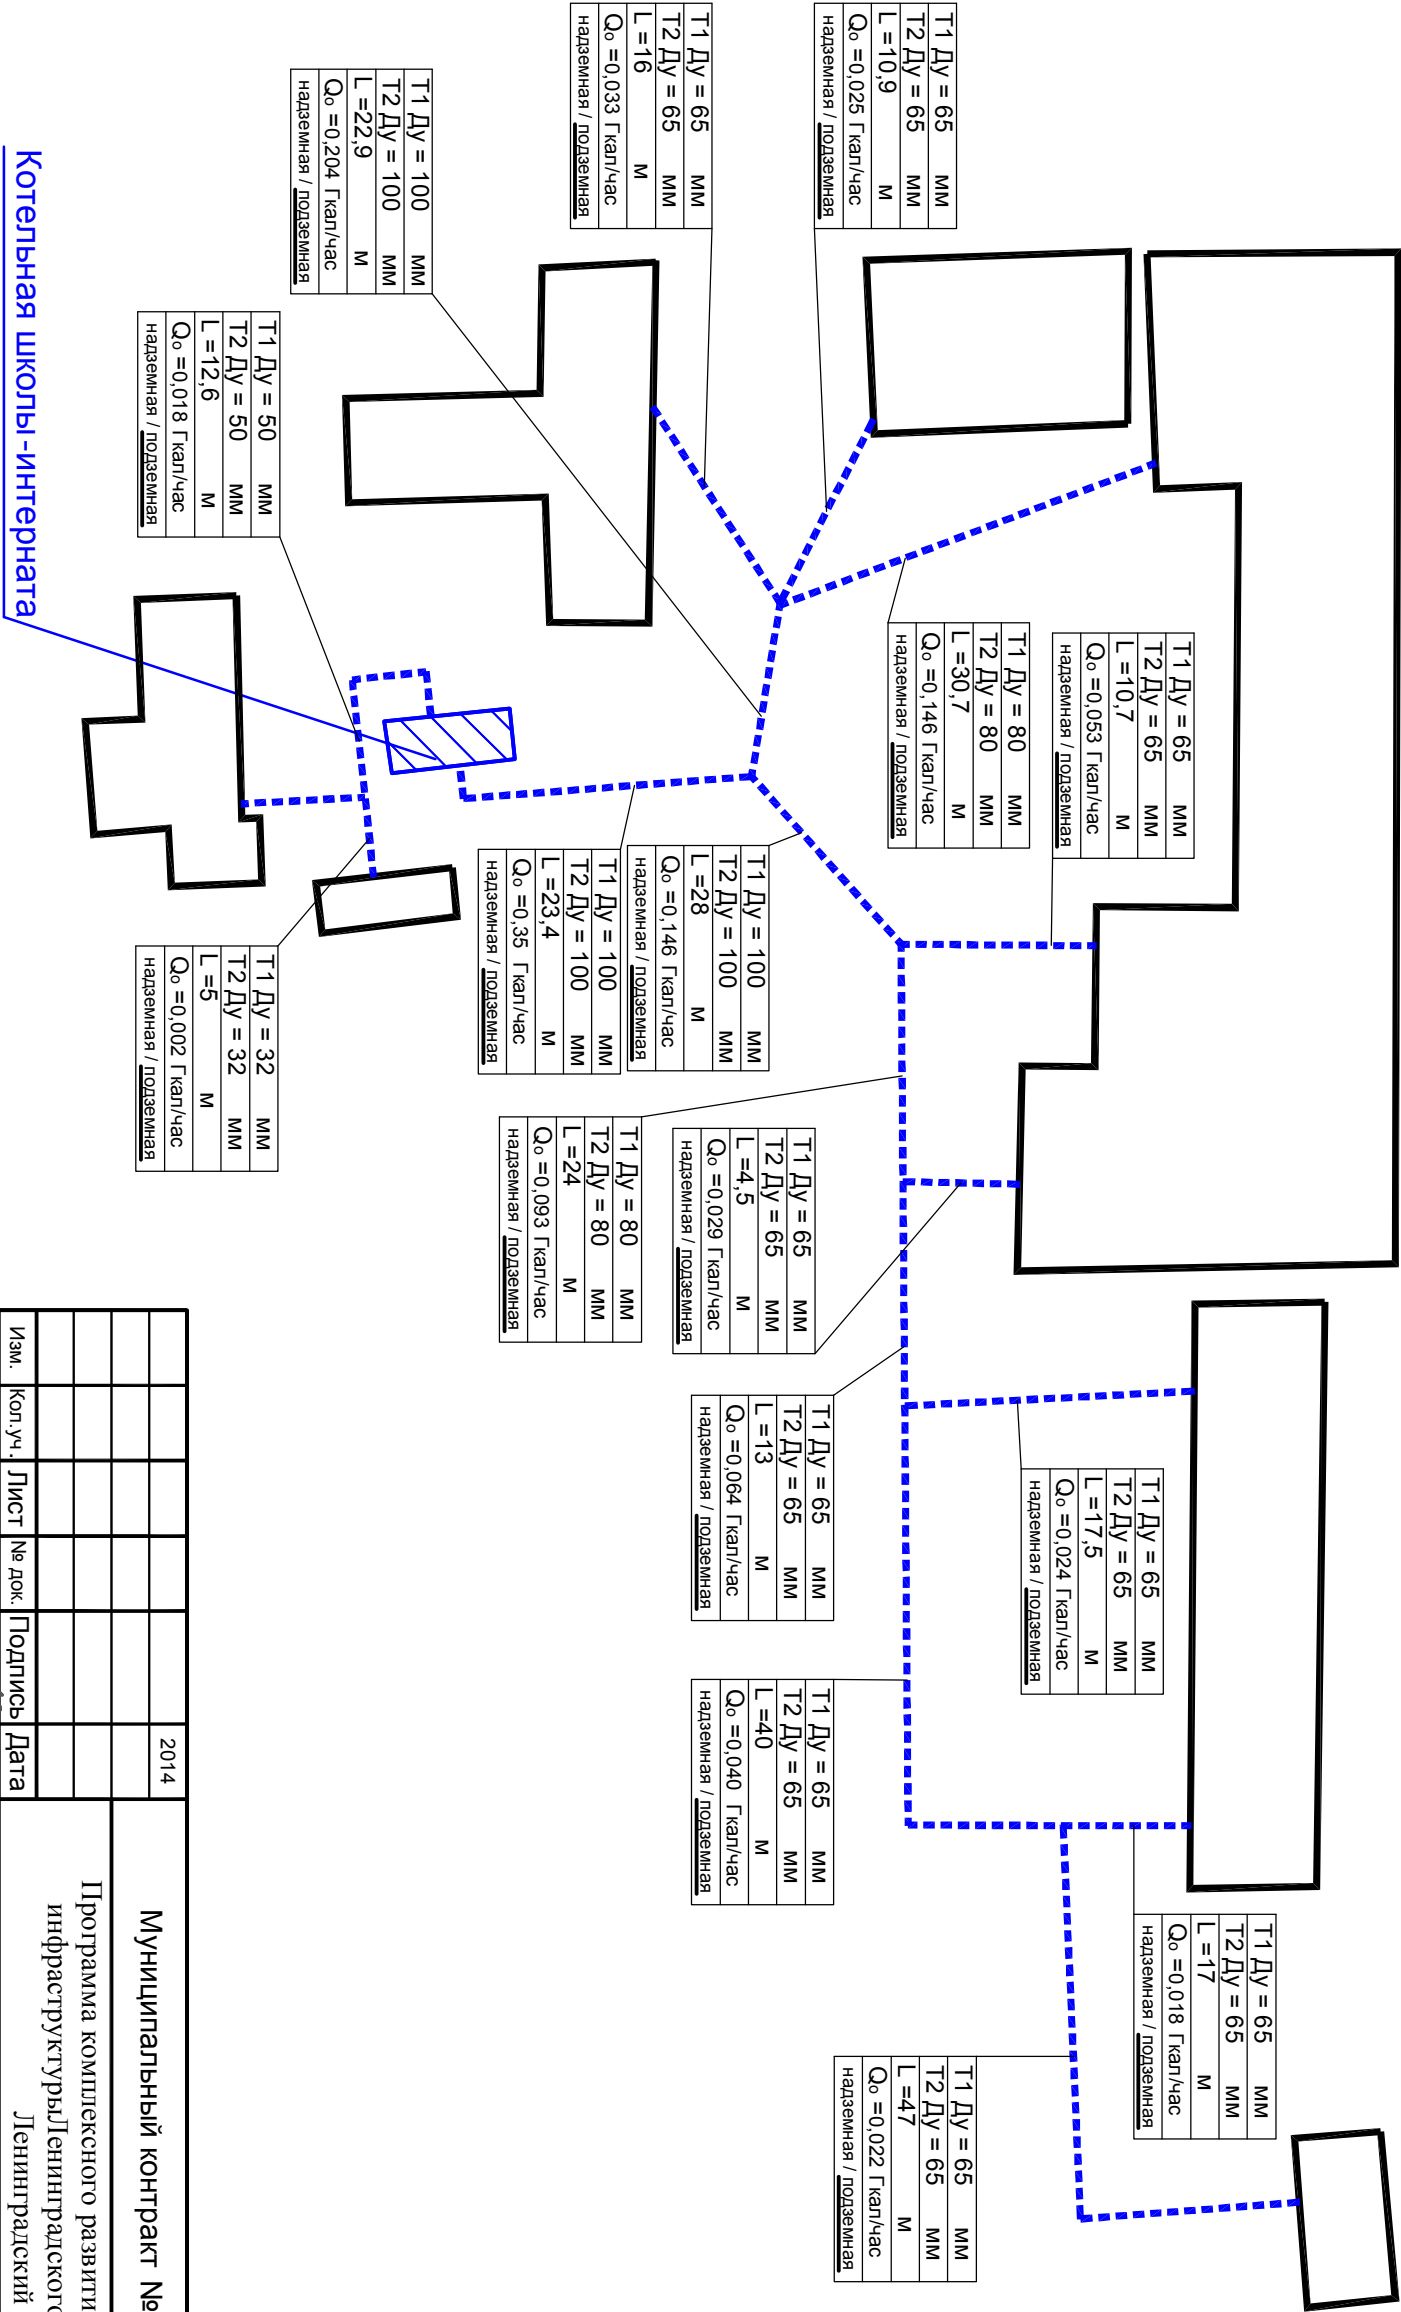 Т1 Ду = 65 мм
Т2 Ду = 65 мм
L =10,9 м
Qо =0,025 Гкал/час
надземная / подземная
Т1 Ду = 65 мм
Т2 Ду = 65 мм
L =16 м
Qо =0,033 Гкал/час
надземная / подземная
Т1 Ду = 100 мм
Т2 Ду = 100 мм
L =22,9 м
Qо =0,204 Гкал/час
надземная / подземная
Котельная школы-интерната
Т1 Ду = 50 мм
Т2 Ду = 50 мм
L =12,6 м
Qо =0,018 Гкал/час
надземная / подземная
Т1 Ду = 65 мм
Т2 Ду = 65 мм
L =10,7 м
Qо =0,053 Гкал/час
надземная / подземная
Т1 Ду = 80 мм
Т2 Ду = 80 мм
L =30,7 м
Qо =0,146 Гкал/час
надземная / подземная
Т1 Ду = 100 мм
Т2 Ду = 100 мм
L =28 м
Qо =0,146 Гкал/час
надземная / подземная
Т1 Ду = 100 мм
Т2 Ду = 100 мм
L =23,4 м
Qо =0,35 Гкал/час
надземная / подземная
Т1 Ду = 32 мм
Т2 Ду = 32 мм
L =5 м
Qо =0,002 Гкал/час
надземная / подземная
Т1 Ду = 65 мм
Т2 Ду = 65 мм
L =4,5 м
Qо =0,029 Гкал/час
надземная / подземная
Т1 Ду = 80 мм
Т2 Ду = 80 мм
L =24 м
Qо =0,093 Гкал/час
надземная / подземная
Т1 Ду = 65 мм
Т2 Ду = 65 мм
L =13 м
Qо =0,064 Гкал/час
надземная / подземная
Т1 Ду = 65 мм
Т2 Ду = 65 мм
L =17,5 м
Qо =0,024 Гкал/час
надземная / подземная
Т1 Ду = 65 мм
Т2 Ду = 65 мм
L =40 м
Qо =0,040 Гкал/час
надземная / подземная
Т1 Ду = 65 мм
Т2 Ду = 65 мм
L =17 м
Qо =0,018 Гкал/час
надземная / подземная
Т1 Ду = 65 мм
Т2 Ду = 65 мм
L =47 м
Qо =0,022 Гкал/час
надземная / подземная
2014
Изм. Кол.уч. Лист № док. Подпись Дата
Муниципальный контракт №
Программа комплексного развити
инфраструктурыЛенинградского
Ленинградский